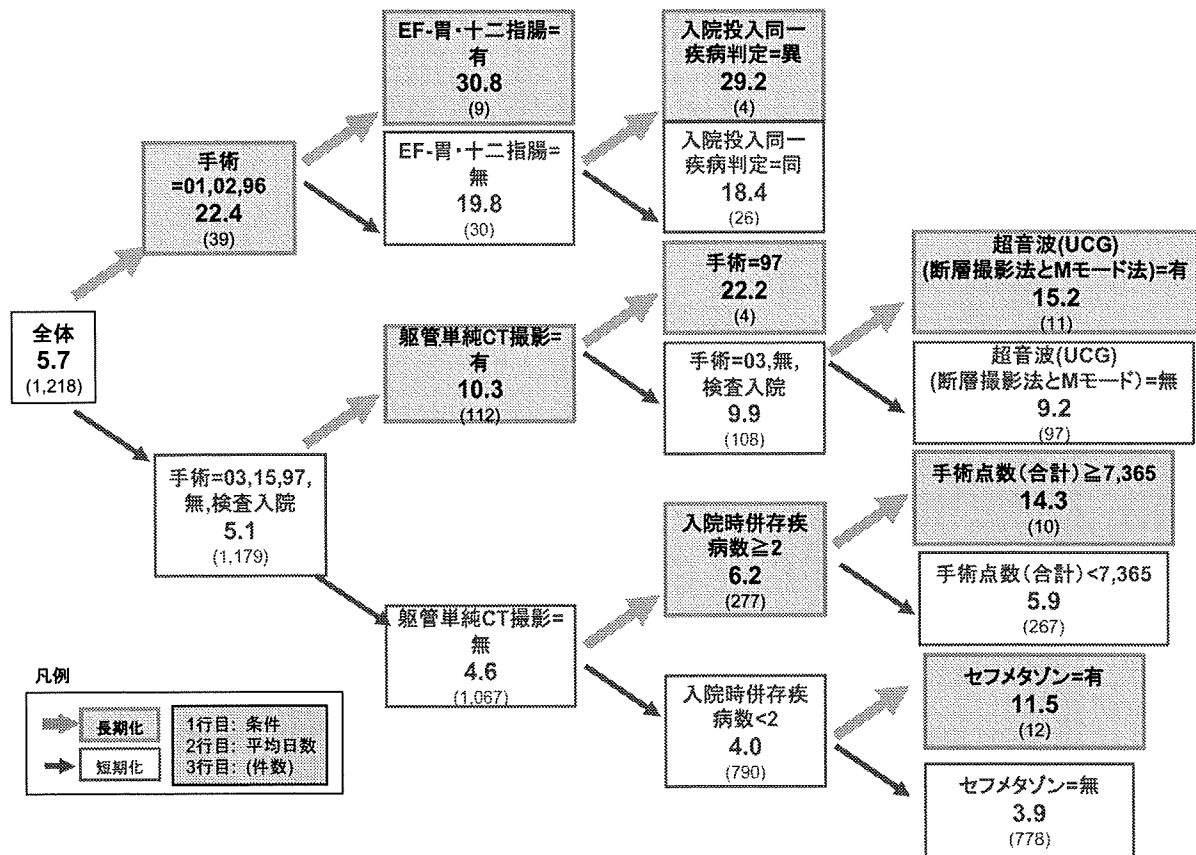 EF-胃・十二指腸=
有
30.8
(9)
入院投入同一
疾病判定=異
29.2
(4)
手術
=01,02,96
22.4
(39)
EF-胃・十二指腸=
無
19.8
(30)
入院投入同一
疾病判定=同
18.4
(26)
全体
5.7
(1,218)
躯管単純CT撮影=
有
10.3
(112)
手術=97
22.2
(4)
手術=03,無,
検査入院
9.9
(108)
超音波(UCG)
(断層撮影法とMモード法)=有
15.2
(11)
超音波(UCG)
(断層撮影法とMモード)=無
9.2
(97)
手術=03,15,97,
無,検査入院
5.1
(1,179)
躯管単純CT撮影=
無
4.6
(1,067)
入院時併存疾
病数≧2
6.2
(277)
手術点数(合計)≧7,365
14.3
(10)
手術点数(合計)<7,365
5.9
(267)
入院時併存疾
病数<2
4.0
(790)
セフメタゾン=有
11.5
(12)
セフメタゾン=無
3.9
(778)
凡例
長期化
短期化
1行目: 条件
2行目: 平均日数
3行目: (件数)